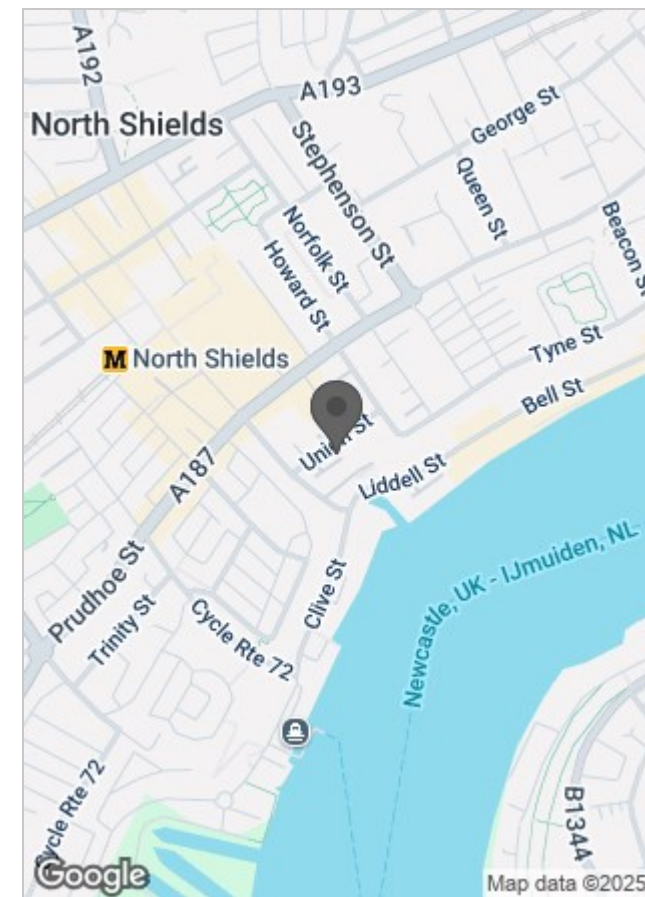 A192
A193
North Shields
Stephenson St
George St
Queen St
Beacon St
Norfolk St
Howard St
M North Shields
Tyne St
Bell St
Union St
Liddell St
A187
Prudhoe St
Trinity St
Clive St
Cycle Rte 72
Newcastle, UK - IJmuiden, NL
Cycle Rte 72
B1344
Google
Map data ©2025